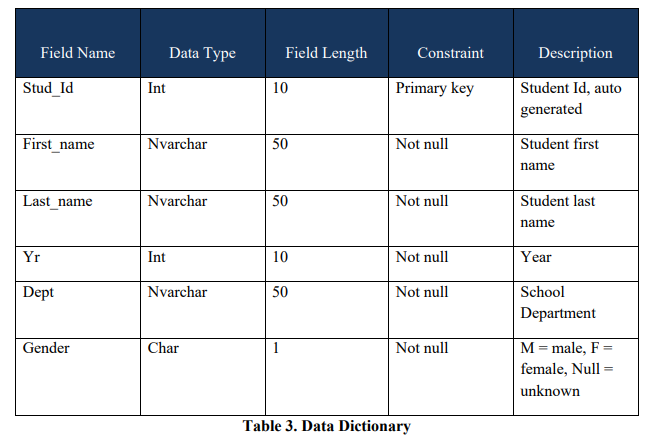 Field Name Data Type Field Length Constraint Description
Stud_Id Int 10 Primary key Student Id, auto
generated
First_name Nvarchar 50 Not null Student first
name
Last_name Nvarchar 50 Not null Student last
name
Yr Int 10 Not null Year
Dept Nvarchar 50 Not null School
Department
Gender Char 1 Not null M = male, F =
female, Null =
unknown
Table 3. Data Dictionary